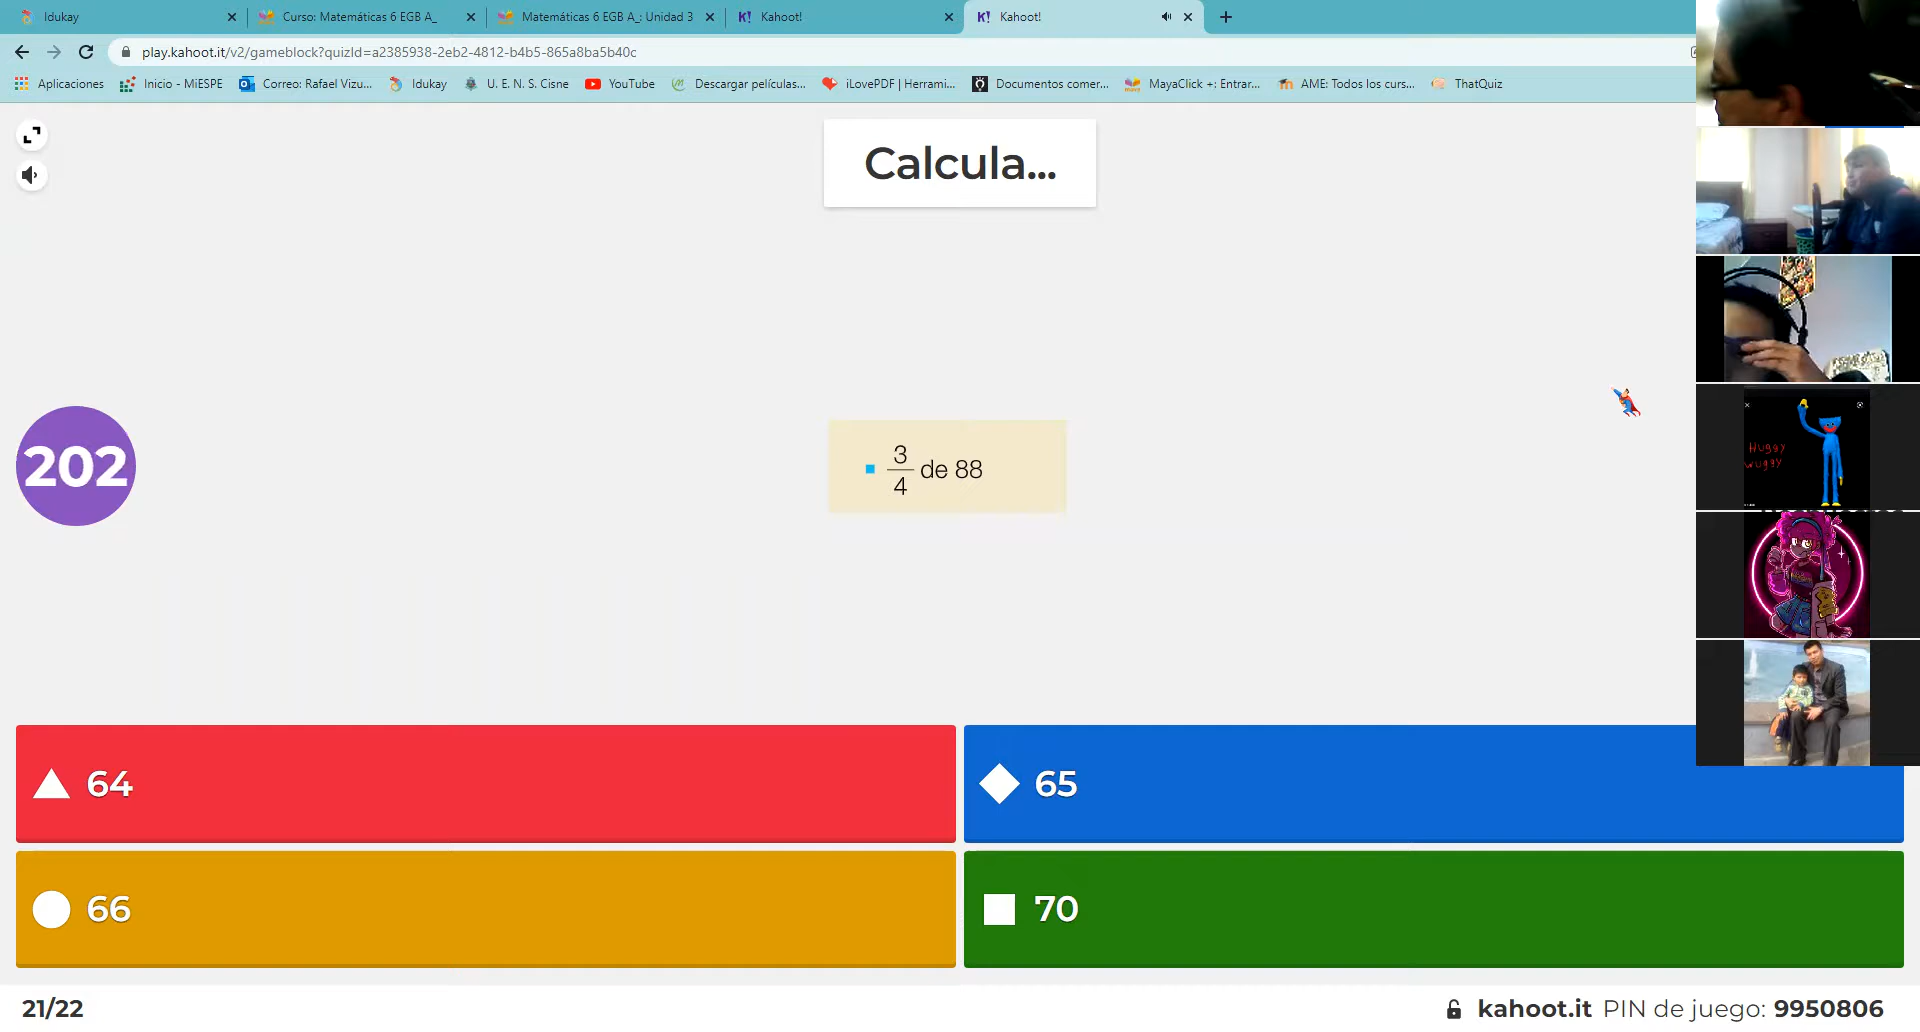 Idukay
Curso: Matemáticas 6 EGB A_
Matemáticas 6 EGB A_: Unidad 3
K! Kahoot!
K! Kahoot!
play.kahoot.it/v2/gameblock?quizId=a2385938-2eb2-4812-b4b5-865a8ba5b40c
Aplicaciones
Inicio - MiESPE
Correo: Rafael Vizu...
Idukay
U. E. N. S. Cisne
YouTube
Descargar películas...
iLovePDF | Herrami...
Documentos comer...
MayaClick +: Entrar...
AME: Todos los curs...
ThatQuiz
Calcula...
202
3/4 de 88
Huggy
wuggy
64
65
66
70
21/22
kahoot.it PIN de juego: 9950806